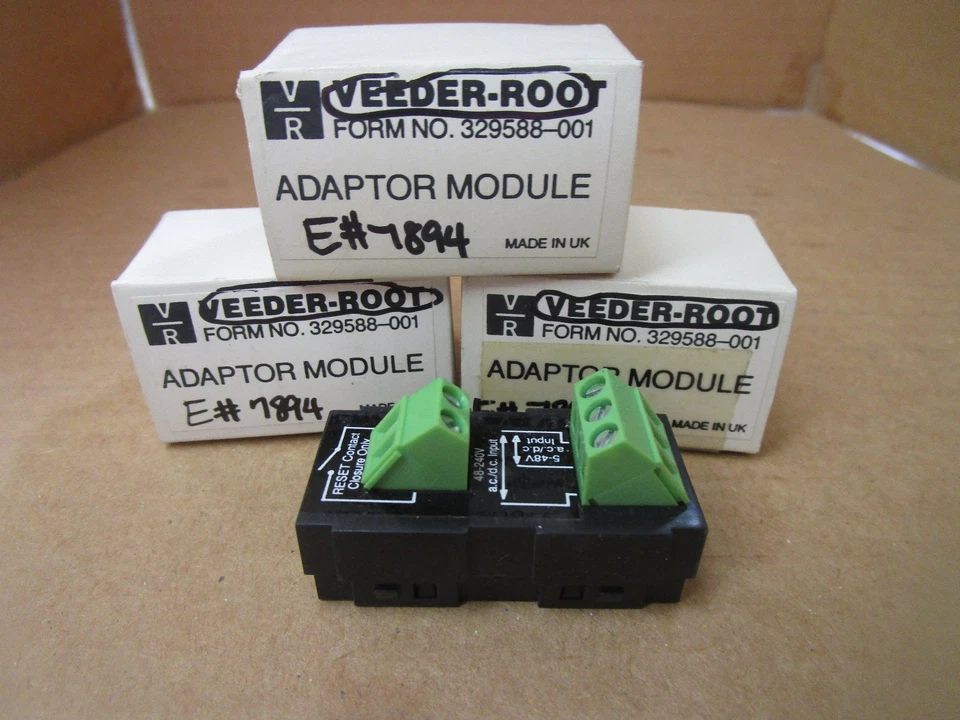 V
R
VEEDER-ROOT
FORM NO. 329588-001
ADAPTOR MODULE
E#7894
MADE IN UK
V
R
VEEDER-ROOT
FORM NO. 329588-001
ADAPTOR MODULE
E#7894
V
R
VEEDER-ROOT
FORM NO. 329588-001
ADAPTOR MODULE
MADE IN UK
RESET Contact
Closure Only
48-240V
a.c./d.c. Input
5-48V
a.c./d.c.
Input